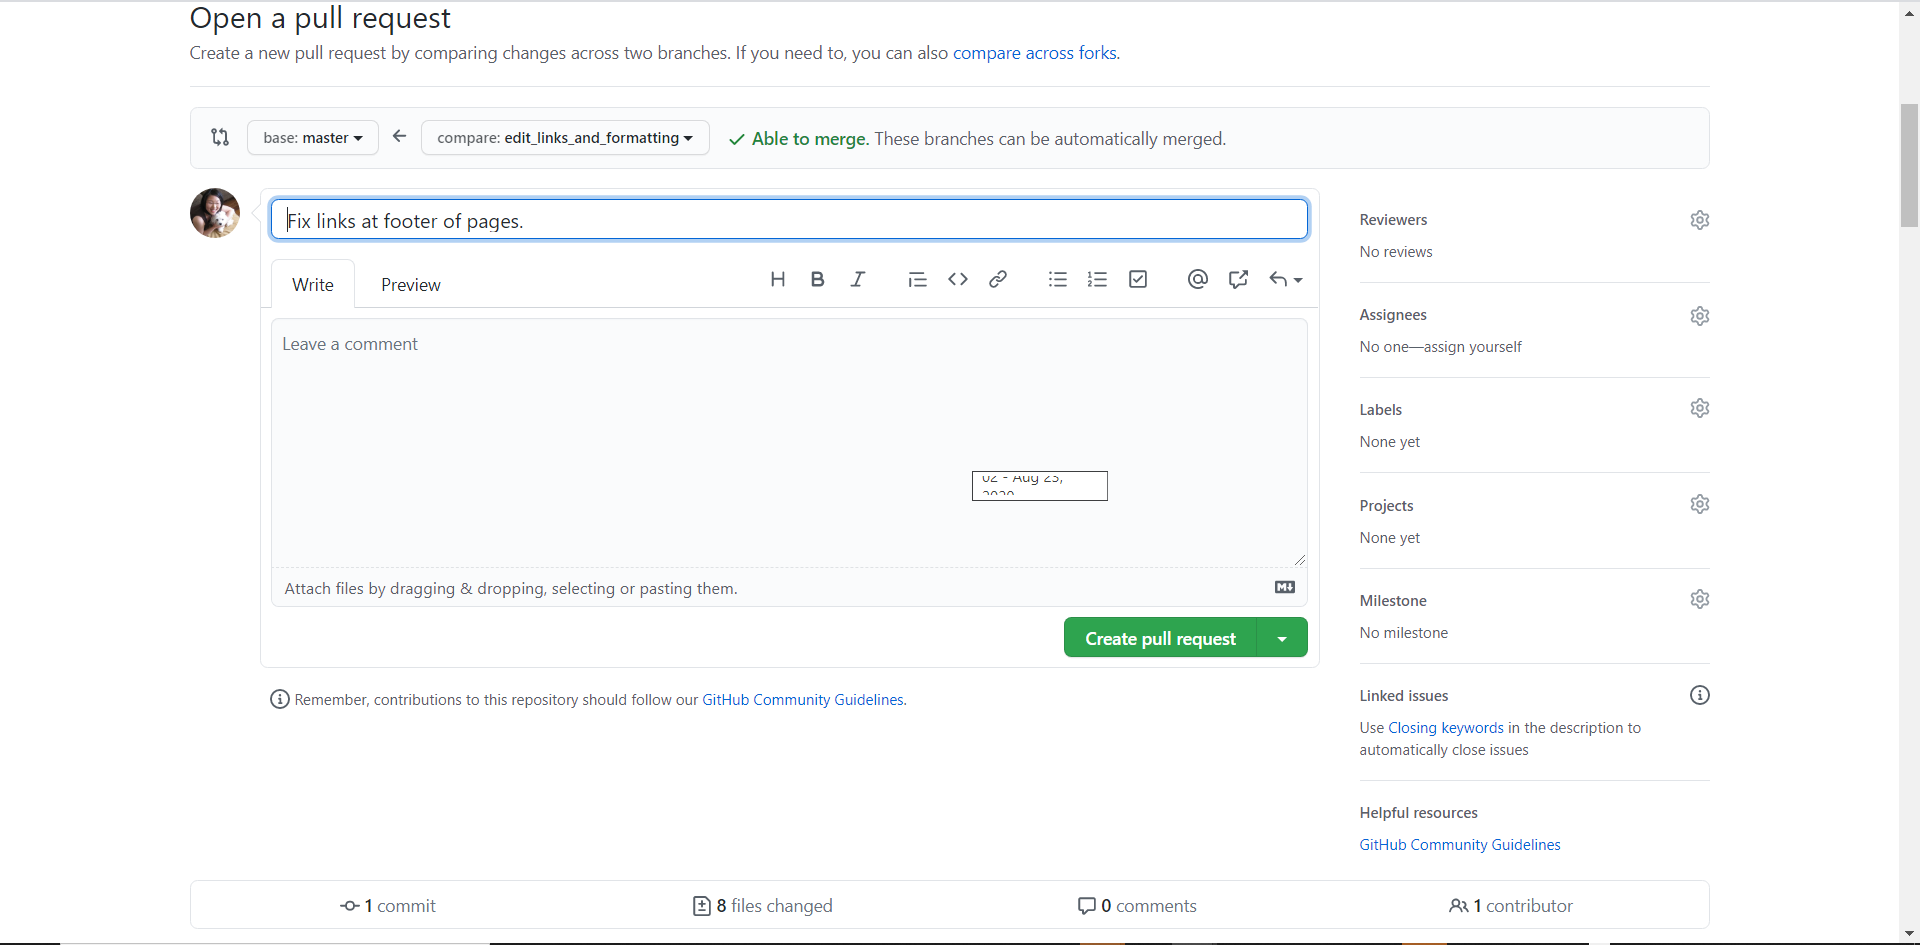 Open a pull request
Create a new pull request by comparing changes across two branches. If you need to, you can also compare across forks.
base: master
compare: edit_links_and_formatting
Able to merge. These branches can be automatically merged.
Fix links at footer of pages.
Write
Preview
Leave a comment
02 - Aug 23,
2020
Attach files by dragging & dropping, selecting or pasting them.
Create pull request
Remember, contributions to this repository should follow our GitHub Community Guidelines.
Reviewers
No reviews
Assignees
No one—assign yourself
Labels
None yet
Projects
None yet
Milestone
No milestone
Linked issues
Use Closing keywords in the description to
automatically close issues
Helpful resources
GitHub Community Guidelines
1 commit
8 files changed
0 comments
1 contributor